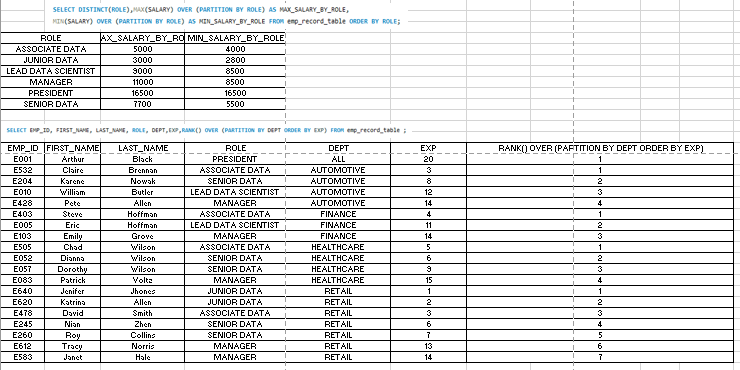 SELECT DISTINCT(ROLE),MAX(SALARY) OVER (PARTITION BY ROLE) AS MAX_SALARY_BY_ROLE,
MIN(SALARY) OVER (PARTITION BY ROLE) AS MIN_SALARY_BY_ROLE FROM emp_record_table ORDER BY ROLE;
ROLE AX_SALARY_BY_RO MIN_SALARY_BY_ROLE
ASSOCIATE DATA 5000 4000
JUNIOR DATA 3000 2800
LEAD DATA SCIENTIST 9000 8500
MANAGER 11000 8500
PRESIDENT 16500 16500
SENIOR DATA 7700 5500
SELECT EMP_ID, FIRST_NAME, LAST_NAME, ROLE, DEPT,EXP,RANK() OVER (PARTITION BY DEPT ORDER BY EXP) FROM emp_record_table ;
EMP_ID FIRST_NAME LAST_NAME ROLE DEPT EXP RANK() OVER (PARTITION BY DEPT ORDER BY EXP)
E001 Arthur Black PRESIDENT ALL 20 1
E532 Claire Brennan ASSOCIATE DATA AUTOMOTIVE 3 1
E204 Karene Nowak SENIOR DATA AUTOMOTIVE 8 2
E010 William Butler LEAD DATA SCIENTIST AUTOMOTIVE 12 3
E428 Pete Allen MANAGER AUTOMOTIVE 14 4
E403 Steve Hoffman ASSOCIATE DATA FINANCE 4 1
E005 Eric Hoffman LEAD DATA SCIENTIST FINANCE 11 2
E103 Emily Grove MANAGER FINANCE 14 3
E505 Chad Wilson ASSOCIATE DATA HEALTHCARE 5 1
E052 Dianna Wilson SENIOR DATA HEALTHCARE 6 2
E057 Dorothy Wilson SENIOR DATA HEALTHCARE 9 3
E083 Patrick Voltz MANAGER HEALTHCARE 15 4
E640 Jenifer Jhones JUNIOR DATA RETAIL 1 1
E620 Katrina Allen JUNIOR DATA RETAIL 2 2
E478 David Smith ASSOCIATE DATA RETAIL 3 3
E245 Nian Zhen SENIOR DATA RETAIL 6 4
E260 Roy Collins SENIOR DATA RETAIL 7 5
E612 Tracy Norris MANAGER RETAIL 13 6
E583 Janet Hale MANAGER RETAIL 14 7